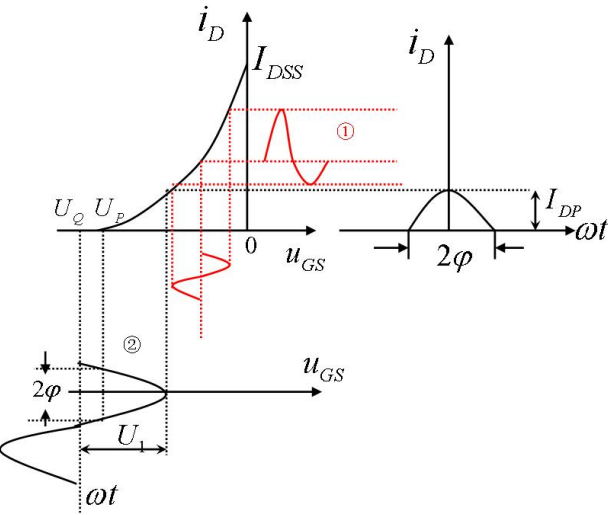 i_D
I_DSS
①
i_D
U_Q
U_P
0
u_GS
I_DP
2φ
ωt
②
2φ
u_GS
U_1
ωt